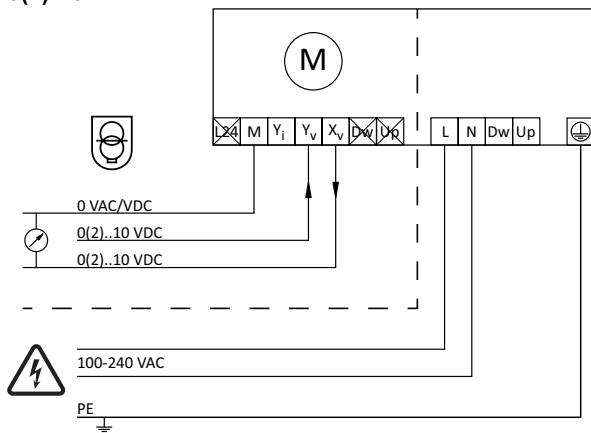 M
L24 M Yi Yv Xv Dw Up L N Dw Up
0 VAC/VDC
0(2)..10 VDC
0(2)..10 VDC
100-240 VAC
PE